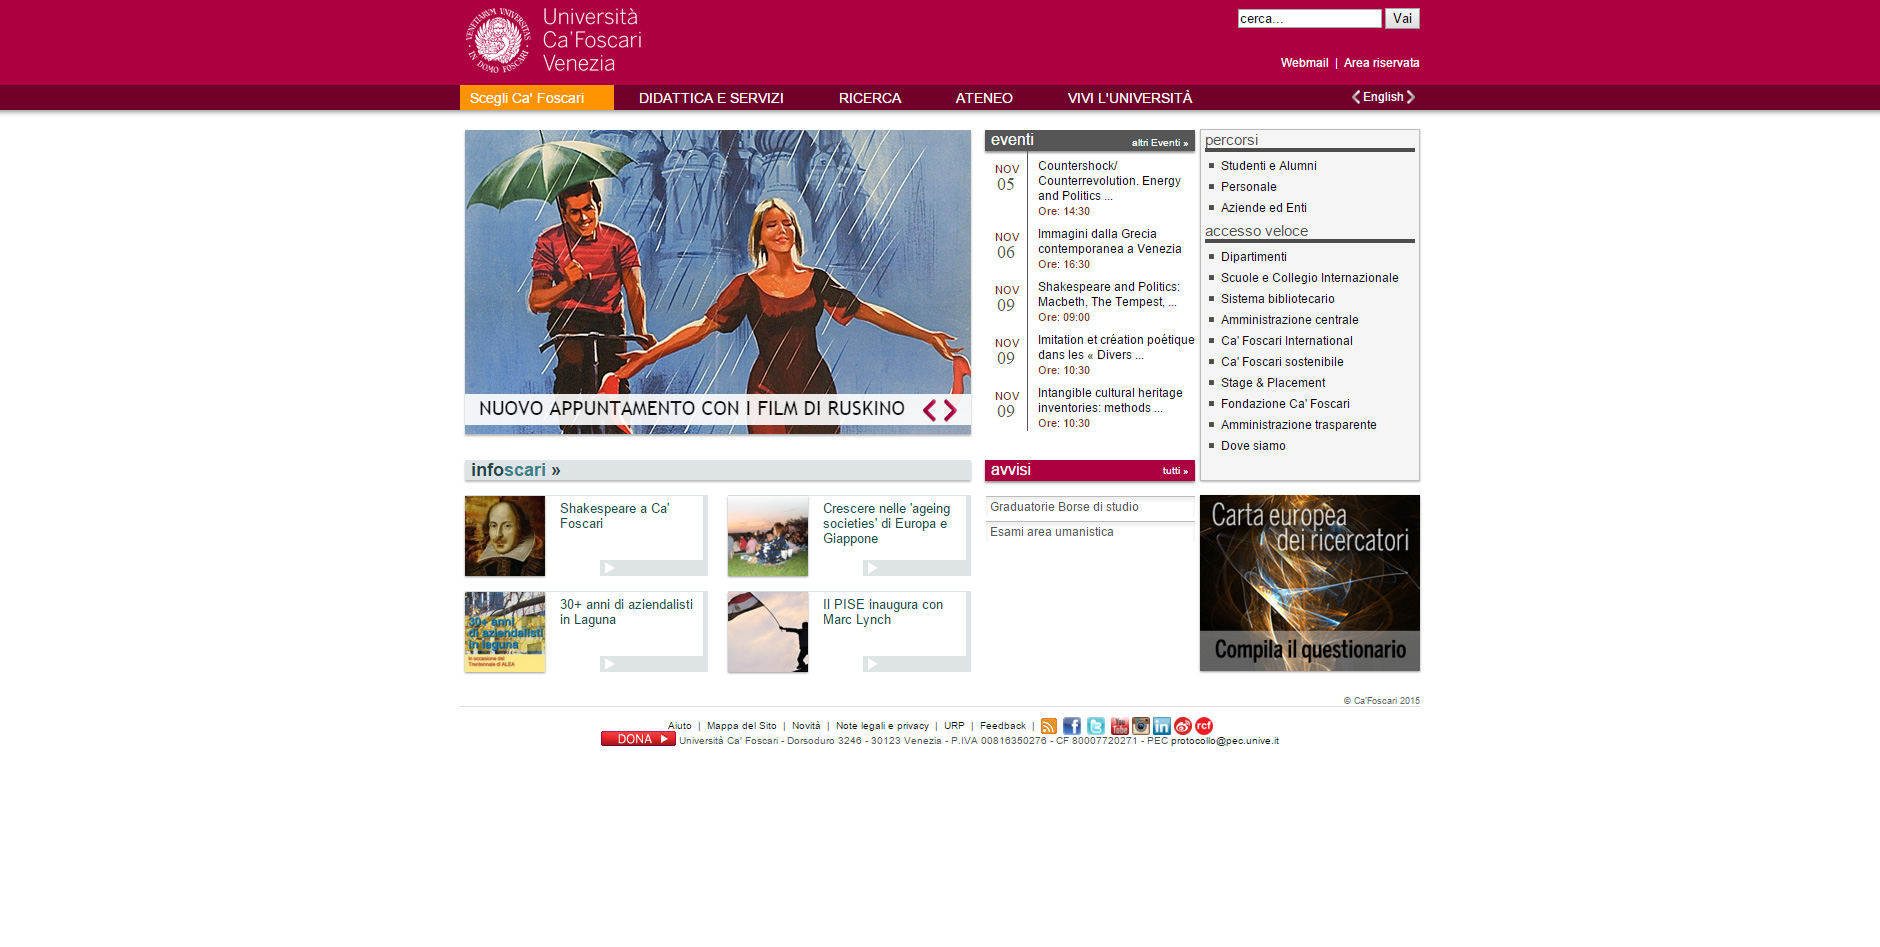 VENETIARUM UNIVERSITAS
IN DOMO FOSCARI
Università
Ca'Foscari
Venezia
cerca...
Vai
Webmail | Area riservata
Scegli Ca' Foscari
DIDATTICA E SERVIZI
RICERCA
ATENEO
VIVI L'UNIVERSITÀ
English
NUOVO APPUNTAMENTO CON I FILM DI RUSKINO
eventi
altri Eventi »
NOV
05
Countershock/
Counterrevolution. Energy
and Politics ...
Ore: 14:30
NOV
06
Immagini dalla Grecia
contemporanea a Venezia
Ore: 16:30
NOV
09
Shakespeare and Politics:
Macbeth, The Tempest, ...
Ore: 09:00
NOV
09
Imitation et création poétique
dans les « Divers ...
Ore: 10:30
NOV
09
Intangible cultural heritage
inventories: methods ...
Ore: 10:30
percorsi
Studenti e Alumni
Personale
Aziende ed Enti
accesso veloce
Dipartimenti
Scuole e Collegio Internazionale
Sistema bibliotecario
Amministrazione centrale
Ca' Foscari International
Ca' Foscari sostenibile
Stage & Placement
Fondazione Ca' Foscari
Amministrazione trasparente
Dove siamo
infoscari »
Shakespeare a Ca'
Foscari
Crescere nelle 'ageing
societies' di Europa e
Giappone
30+ anni
di aziendalisti
in laguna
In occasione del
Trentennale di ALEA
30+ anni di aziendalisti
in Laguna
Il PISE inaugura con
Marc Lynch
avvisi
tutti »
Graduatorie Borse di studio
Esami area umanistica
Carta europea
dei ricercatori
Compila il questionario
© Ca'Foscari 2015
Aiuto | Mappa del Sito | Novità | Note legali e privacy | URP | Feedback |
You Tube
in
rcf
DONA
Università Ca' Foscari - Dorsoduro 3246 - 30123 Venezia - P.IVA 00816350276 - CF 80007720271 - PEC protocollo@pec.unive.it